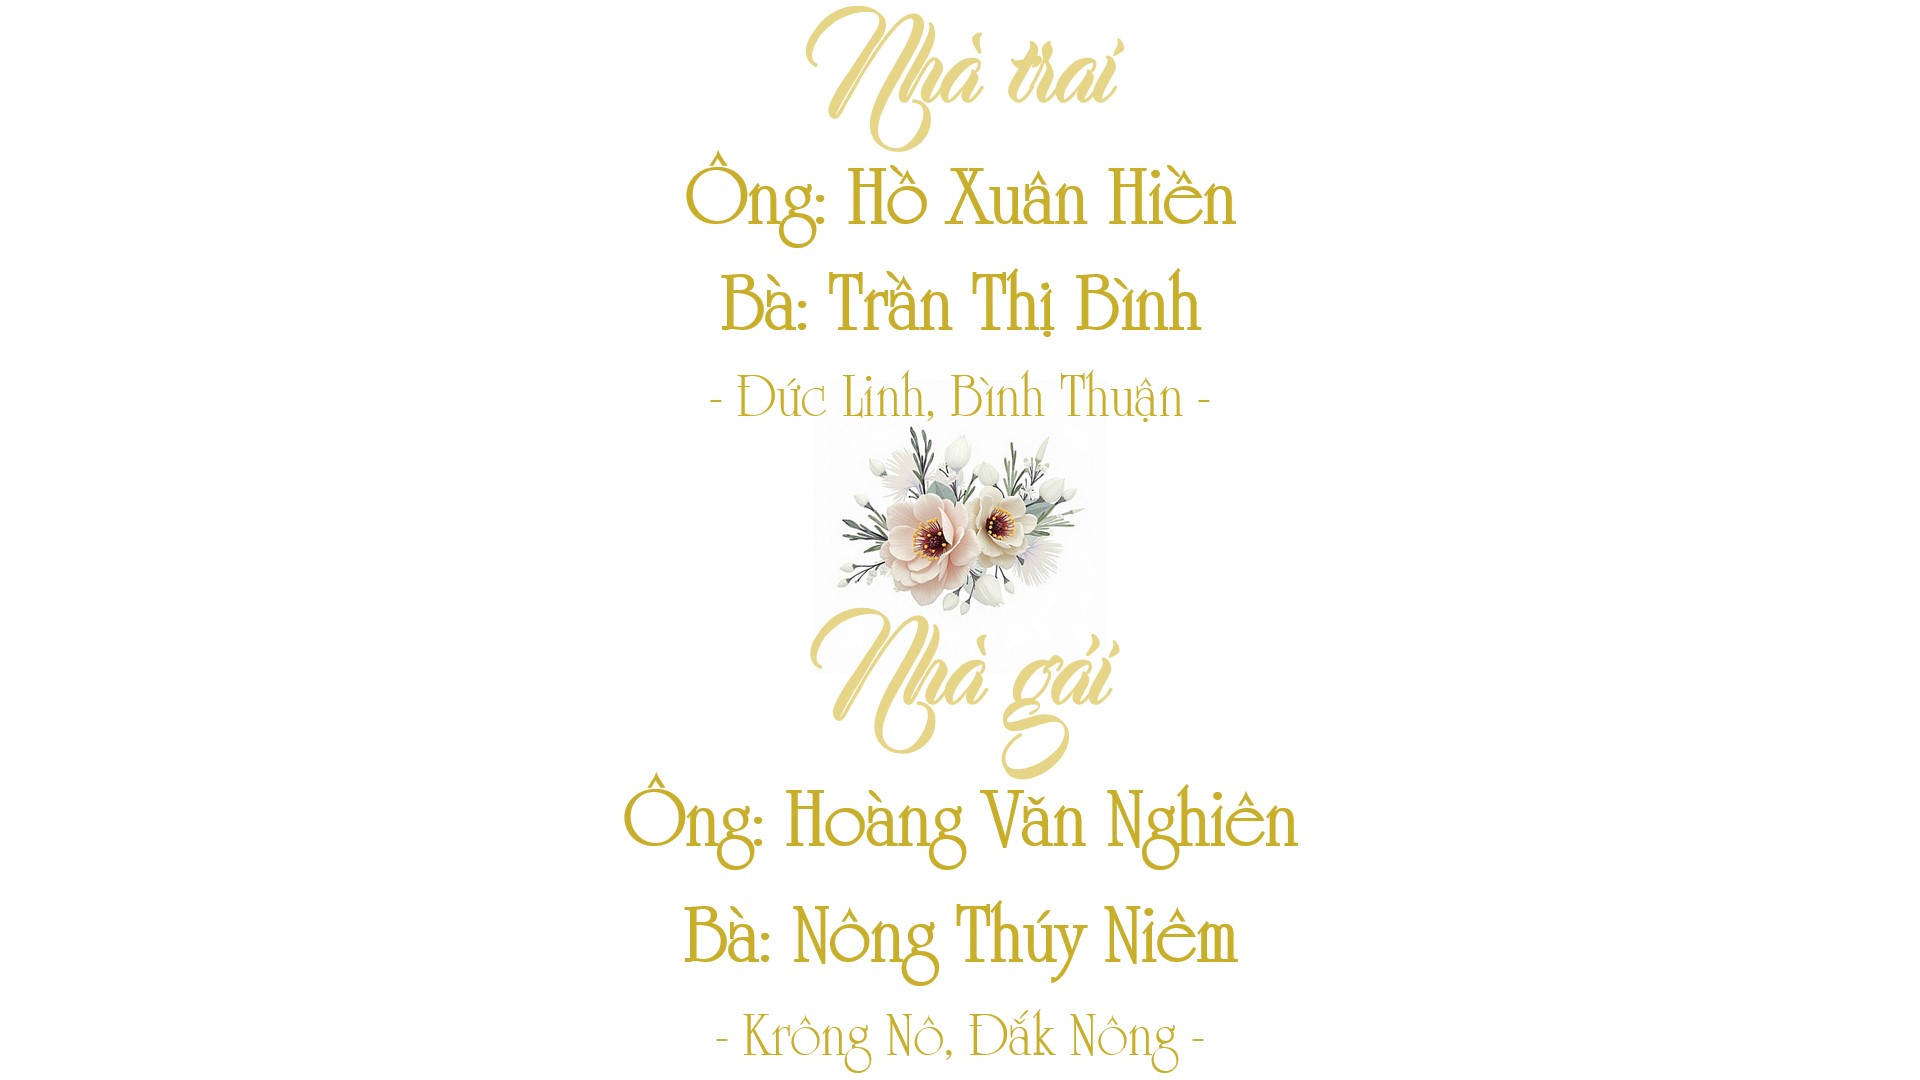 Nhà trai
Ông: Hồ Xuân Hiền
Bà: Trần Thị Bình
- Đức Linh, Bình Thuận -
Nhà gái
Ông: Hoàng Văn Nghiên
Bà: Nông Thúy Niêm
- Krông Nô, Đắk Nông -